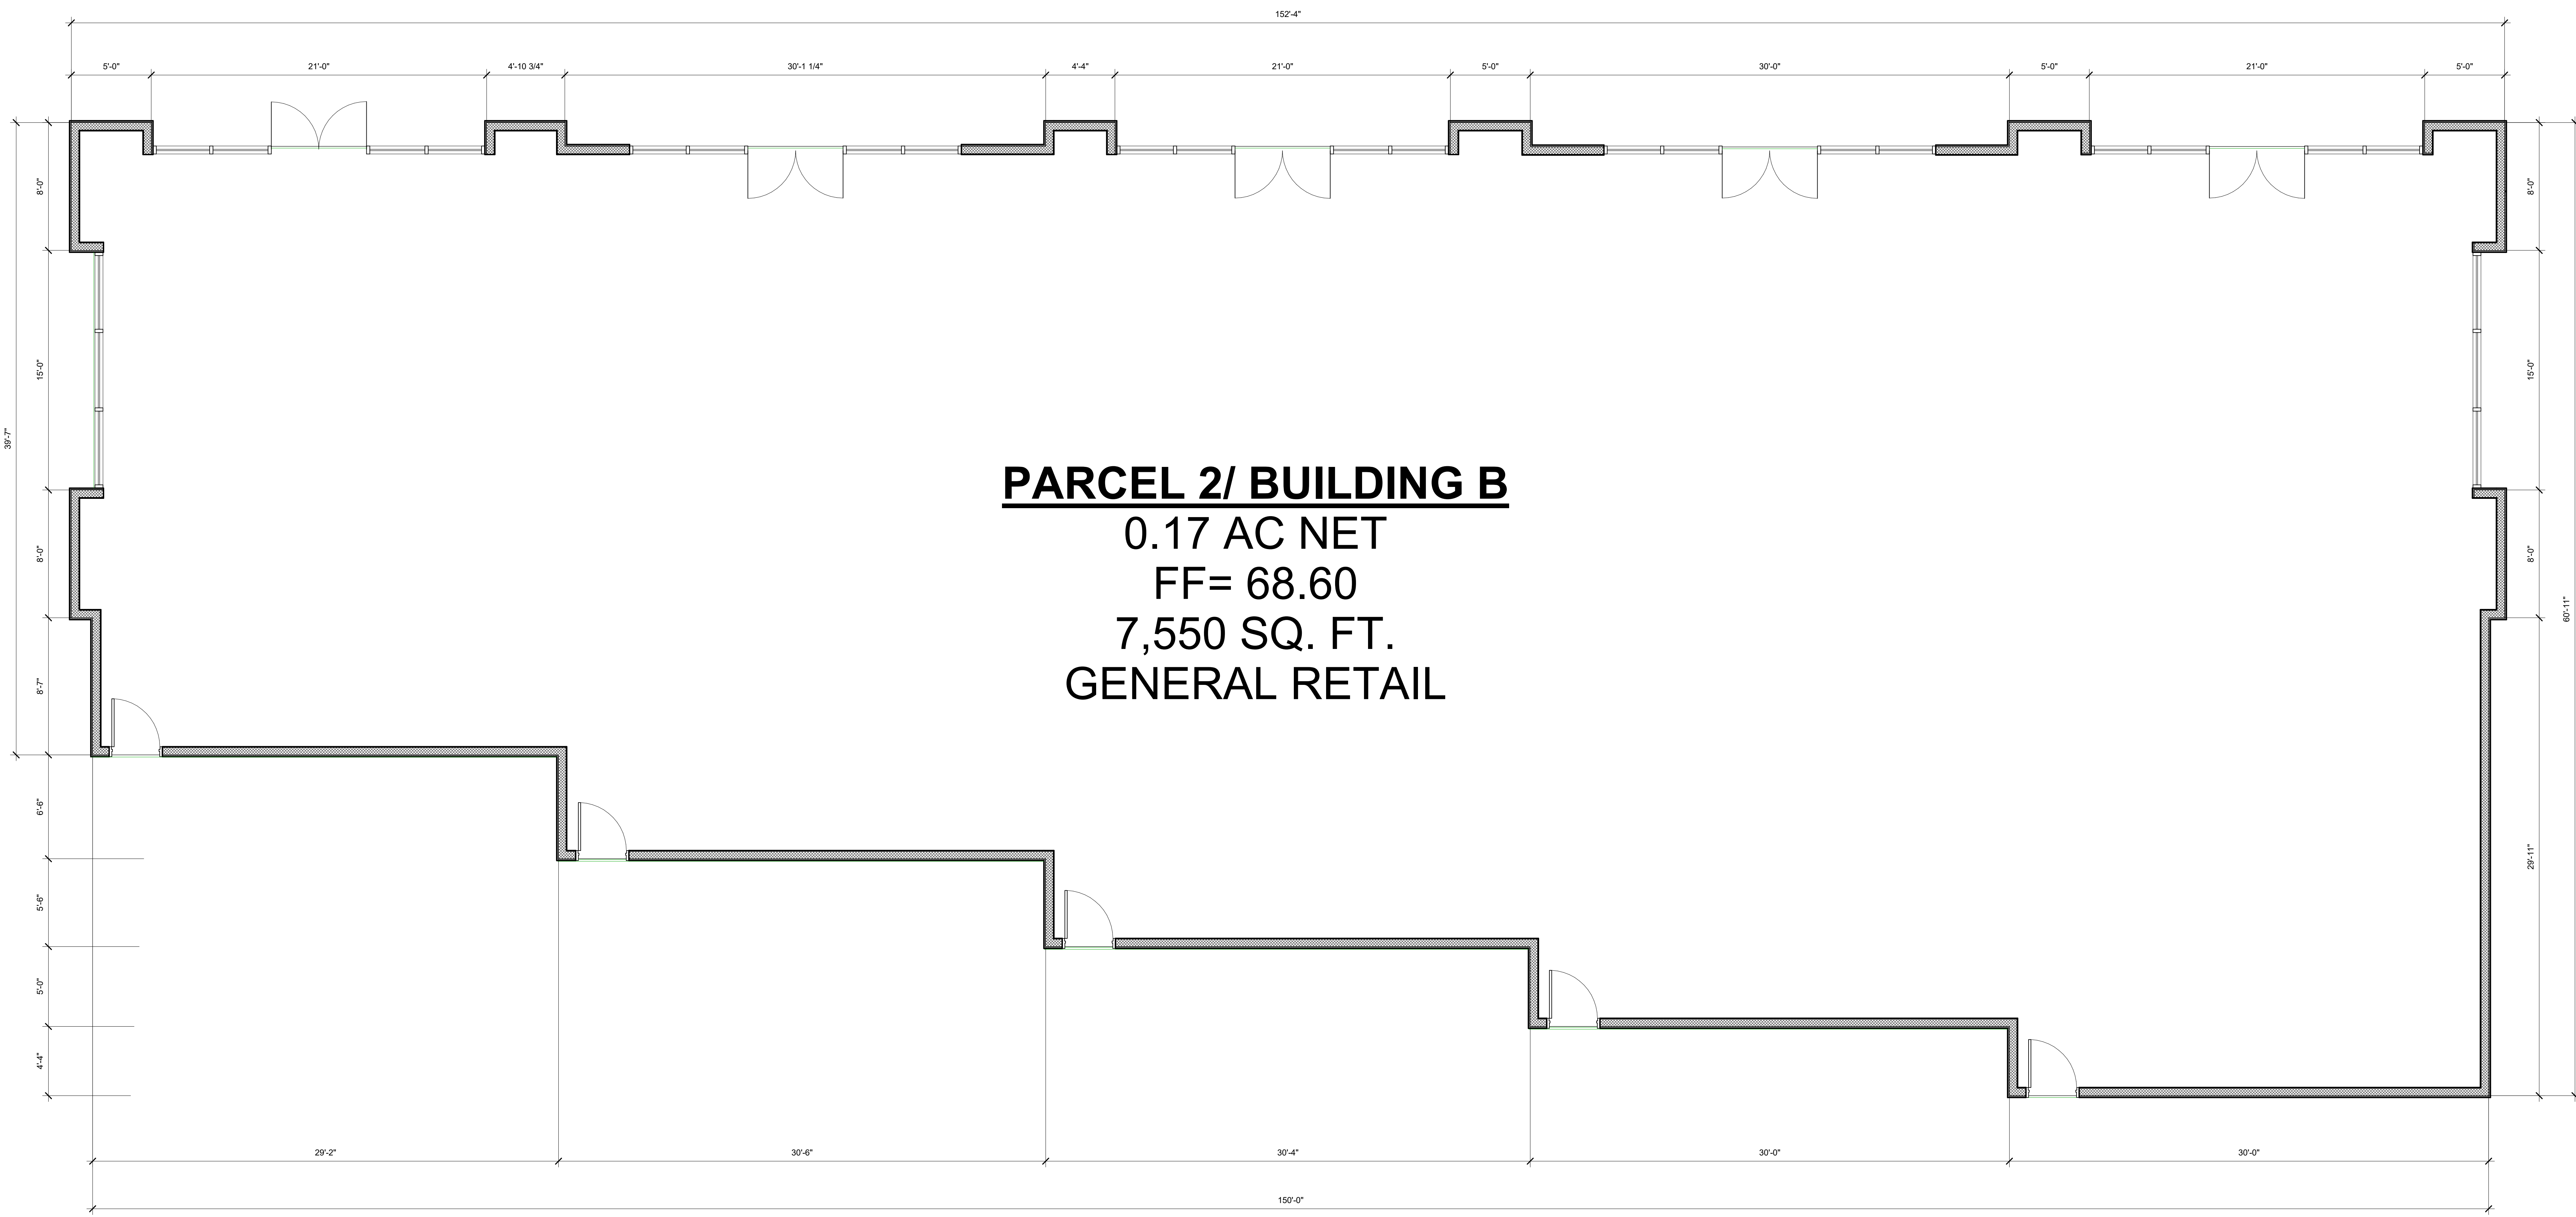 152'-4"
5'-0" 21'-0" 4'-10 3/4" 30'-1 1/4" 4'-4" 21'-0" 5'-0" 30'-0" 5'-0" 21'-0" 5'-0"
8'-0"
15'-0"
39'-7"
8'-0"
8'-7"
6'-6"
5'-6"
5'-0"
4'-4"
PARCEL 2/ BUILDING B
0.17 AC NET
FF= 68.60
7,550 SQ. FT.
GENERAL RETAIL
8'-0"
15'-0"
8'-0"
60'-11"
29'-11"
29'-2" 30'-6" 30'-4" 30'-0" 30'-0"
150'-0"